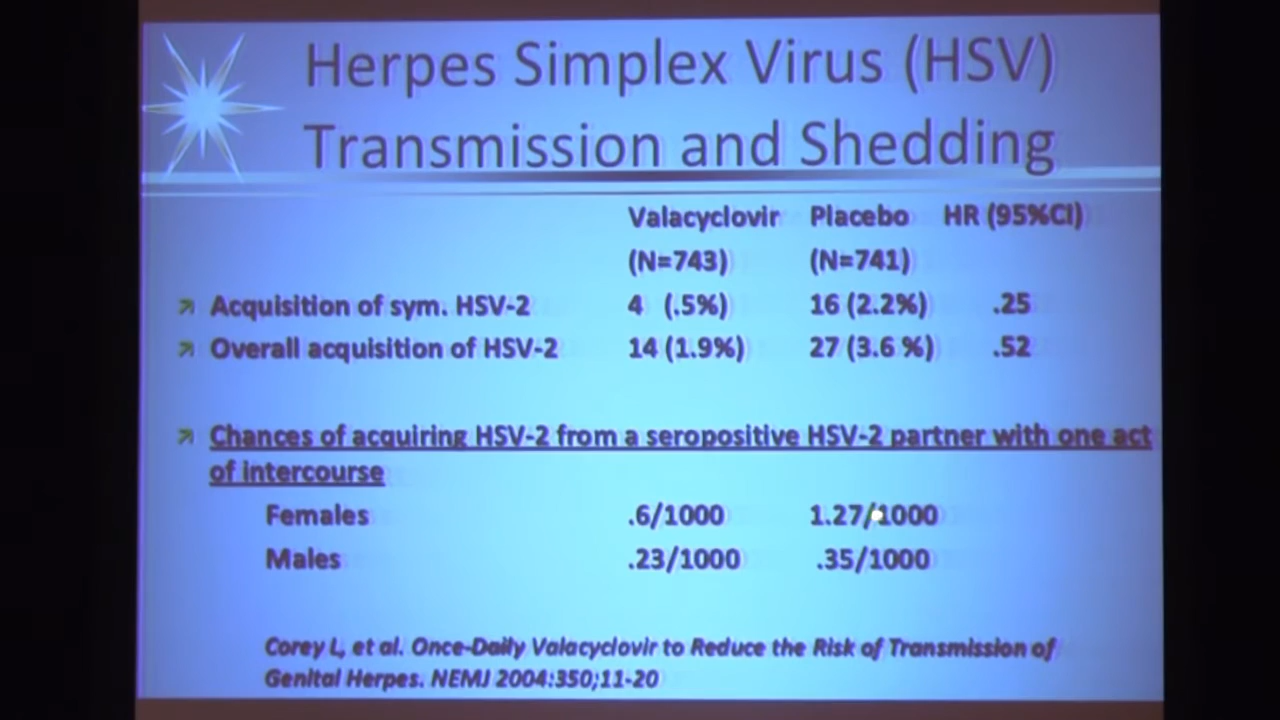 Herpes Simplex Virus (HSV)
Transmission and Shedding
Valacyclovir Placebo HR (95%CI)
(N=743) (N=741)
Acquisition of sym. HSV-2 4 (.5%) 16 (2.2%) .25
Overall acquisition of HSV-2 14 (1.9%) 27 (3.6 %) .52
Chances of acquiring HSV-2 from a seropositive HSV-2 partner with one act
of intercourse
Females .6/1000 1.27/1000
Males .23/1000 .35/1000
Corey L, et al. Once-Daily Valacyclovir to Reduce the Risk of Transmission of
Genital Herpes. NEMJ 2004:350;11-20